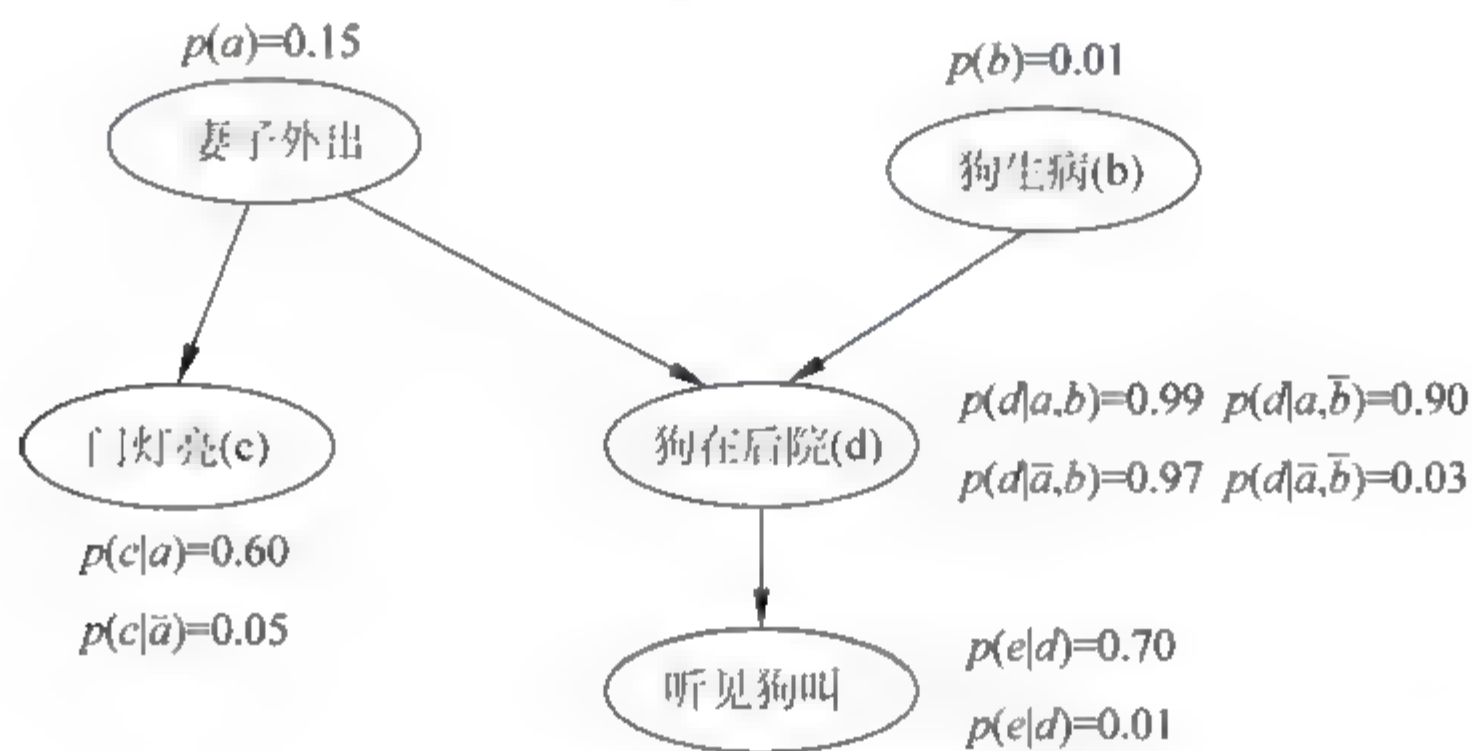 p(a)=0.15
p(b)=0.01
妻子外出
狗生病(b)
门灯亮(c)
狗在后院(d)
p(d|a,b)=0.99 p(d|a,b̄)=0.90
p(d|ā,b)=0.97 p(d|ā,b̄)=0.03
p(c|a)=0.60
p(c|ā)=0.05
听见狗叫
p(e|d)=0.70
p(e|d)=0.01